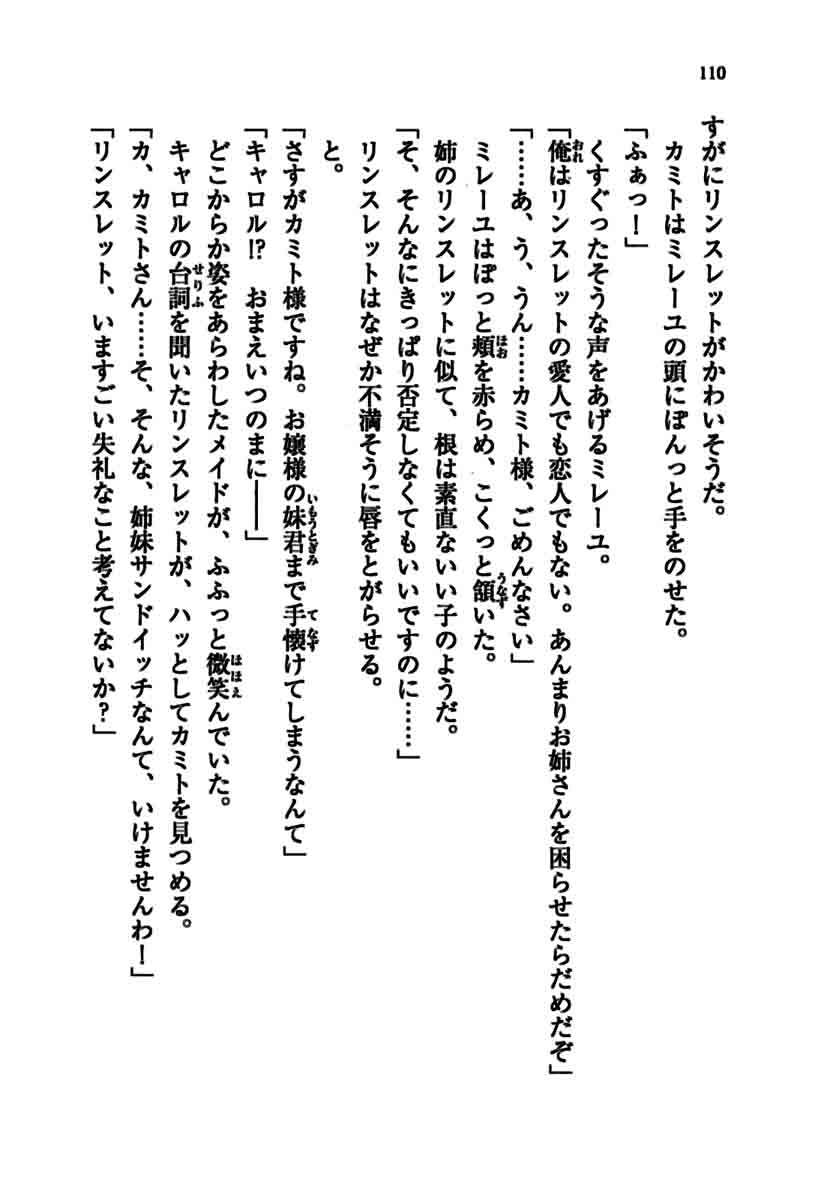 110
すがにリンスレットがかわいそうだ。
カミトはミレーユの頭にぽんっと手をのせた。
「ふぁっ！」
くすぐったそうな声をあげるミレーユ。
「俺はリンスレットの愛人でも恋人でもない。あんまりお姉さんを困らせたらだめだぞ」
「……あ、う、うん……カミト様、ごめんなさい」
ミレーユはぽっと頬を赤らめ、こくっと頷いた。
姉のリンスレットに似て、根は素直ないい子のようだ。
「そ、そんなにきっぱり否定しなくてもいいですのに……」
リンスレットはなぜか不満そうに唇をとがらせる。
と。
「さすがカミト様ですね。お嬢様の妹君まで手懐けてしまうなんて」
「キャロル!?　おまえいつのまに――」
どこからか姿をあらわしたメイドが、ふふっと微笑んでいた。
キャロルの台詞を聞いたリンスレットが、ハッとしてカミトを見つめる。
「カ、カミトさん……そ、そんな、姉妹サンドイッチなんて、いけませんわ！」
「リンスレット、いますごい失礼なこと考えてないか？」